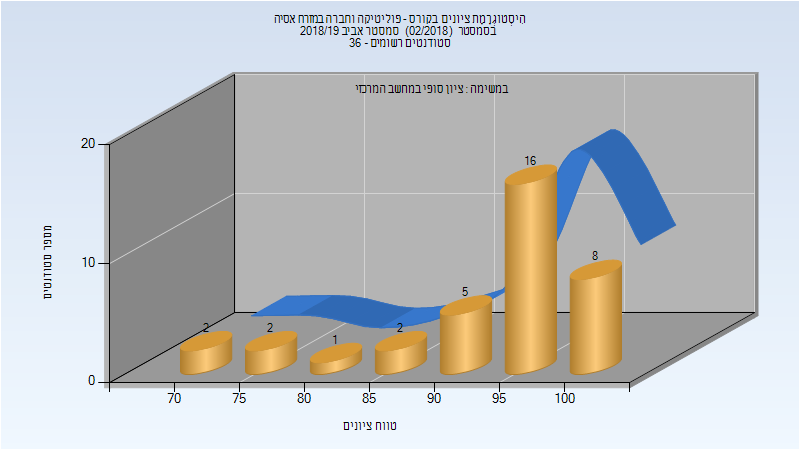 היסטוגרמת ציונים בקורס - פוליטיקה וחברה במזרח אסיה
בסמסטר (02/2018) סמסטר אביב 2018/19
סטודנטים רשומים - 36
במשימה : ציון סופי במחשב המרכזי
20
10
0
מספר סטודנטים
2
2
1
2
5
16
8
70
75
80
85
90
95
100
טווח ציונים